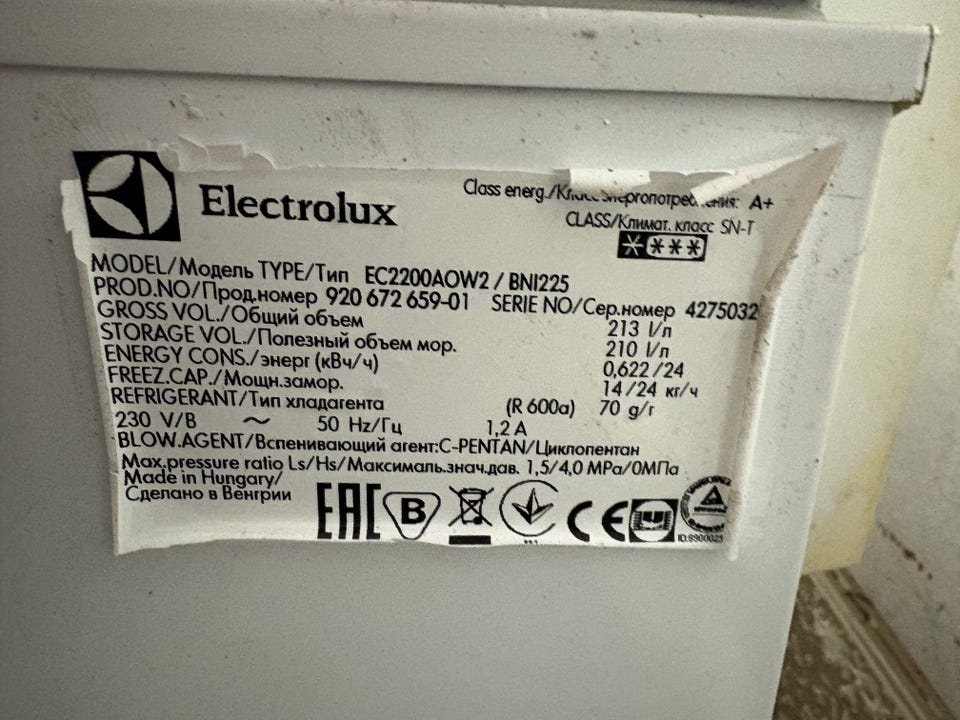 Electrolux
Class energ./Класс энергопотребления: A+
CLASS/Климат. класс SN-T
MODEL/Модель TYPE/Тип EC2200AOW2 / BNI225
PROD.NO/Прод.номер 920 672 659-01 SERIE NO/Сер.номер 4275032
GROSS VOL./Общий объем 213 l/л
STORAGE VOL./Полезный объем мор. 210 l/л
ENERGY CONS./энерг (кВч/ч) 0,622/24
FREEZ.CAP./Мощн.замор. 14/24 кг/ч
REFRIGERANT/Тип хладагента (R 600a) 70 g/г
230 V/В ~ 50 Hz/Гц 1,2 A
BLOW.AGENT/Вспенивающий агент:C-PENTAN/Циклопентан
Max.pressure ratio Ls/Hs/Максималь.знач.дав. 1,5/4,0 MPa/0МПа
Made in Hungary/
Сделано в Венгрии
EAC B CE
ID:8900025